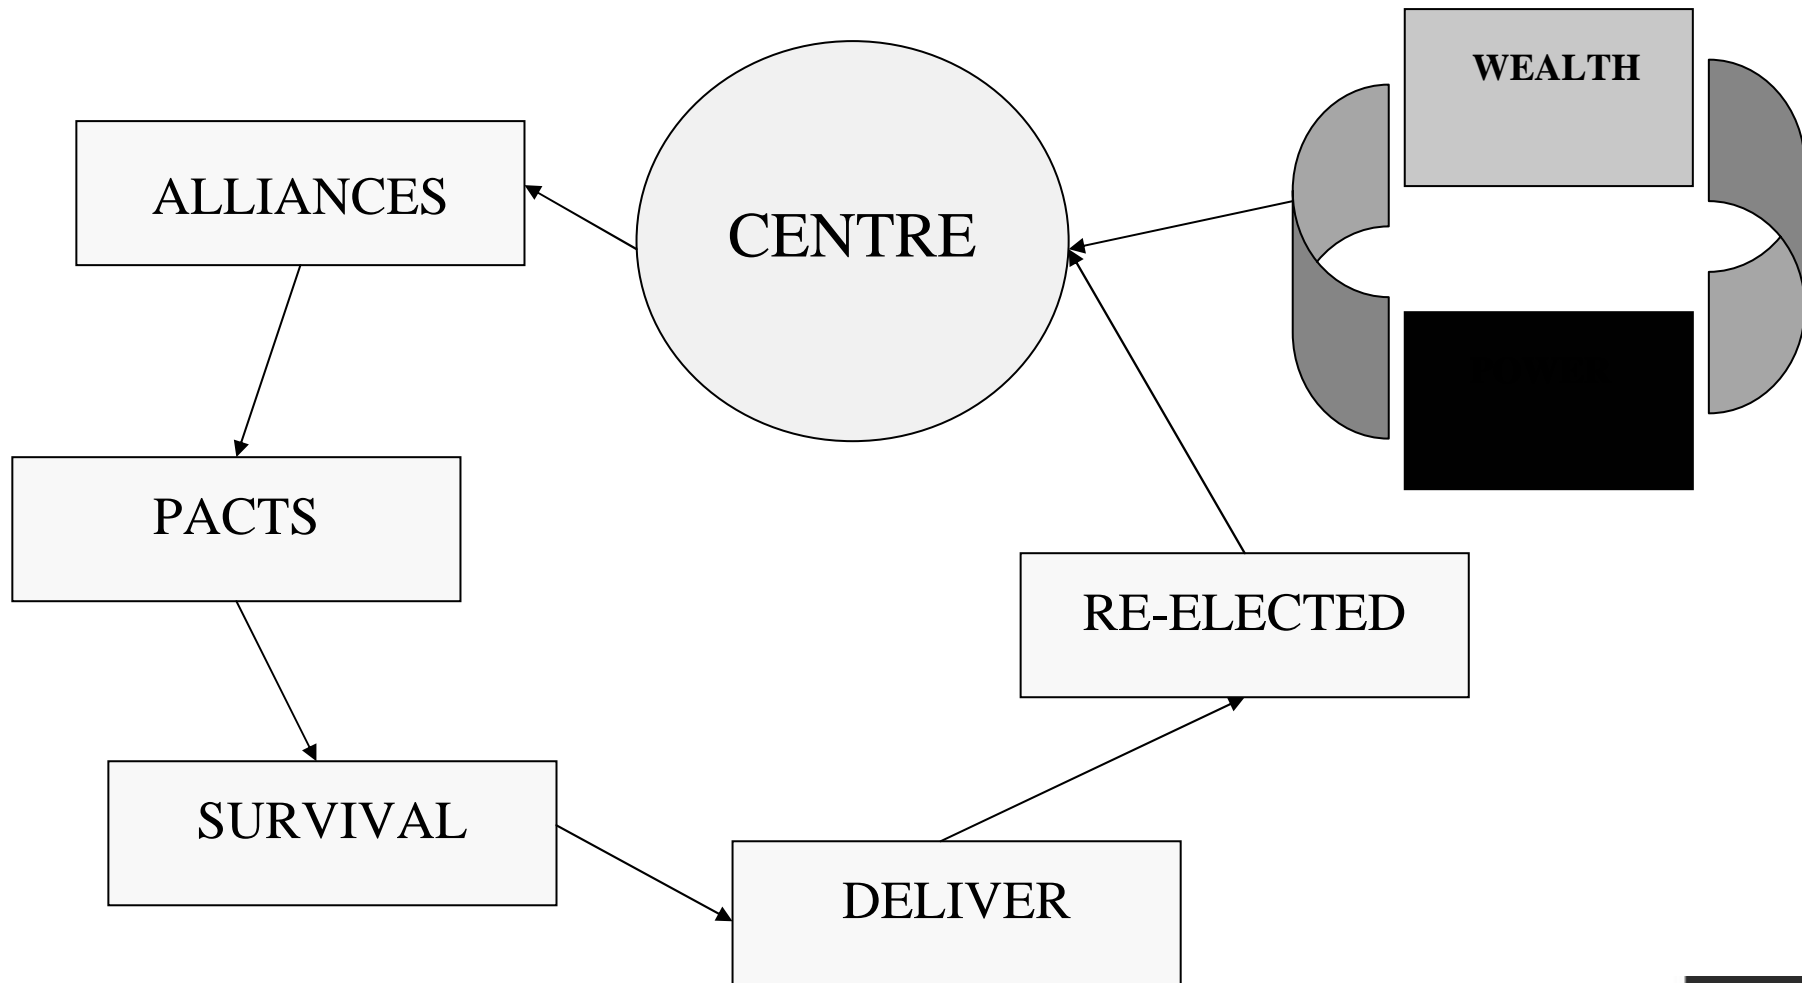 WEALTH
ALLIANCES
CENTRE
PACTS
RE-ELECTED
SURVIVAL
DELIVER